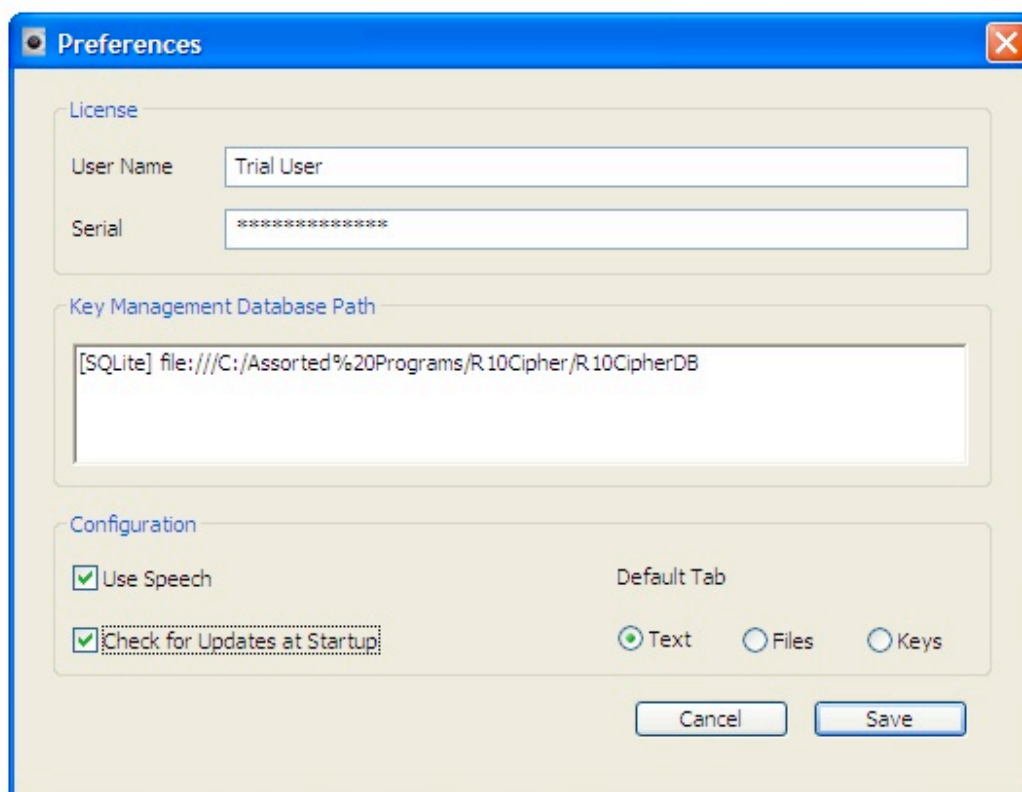 Preferences
License
User Name Trial User
Serial *************
Key Management Database Path
[SQLite] file:///C:/Assorted%20Programs/R10Cipher/R10CipherDB
Configuration
Use Speech Default Tab
Check for Updates at Startup Text Files Keys
Cancel Save